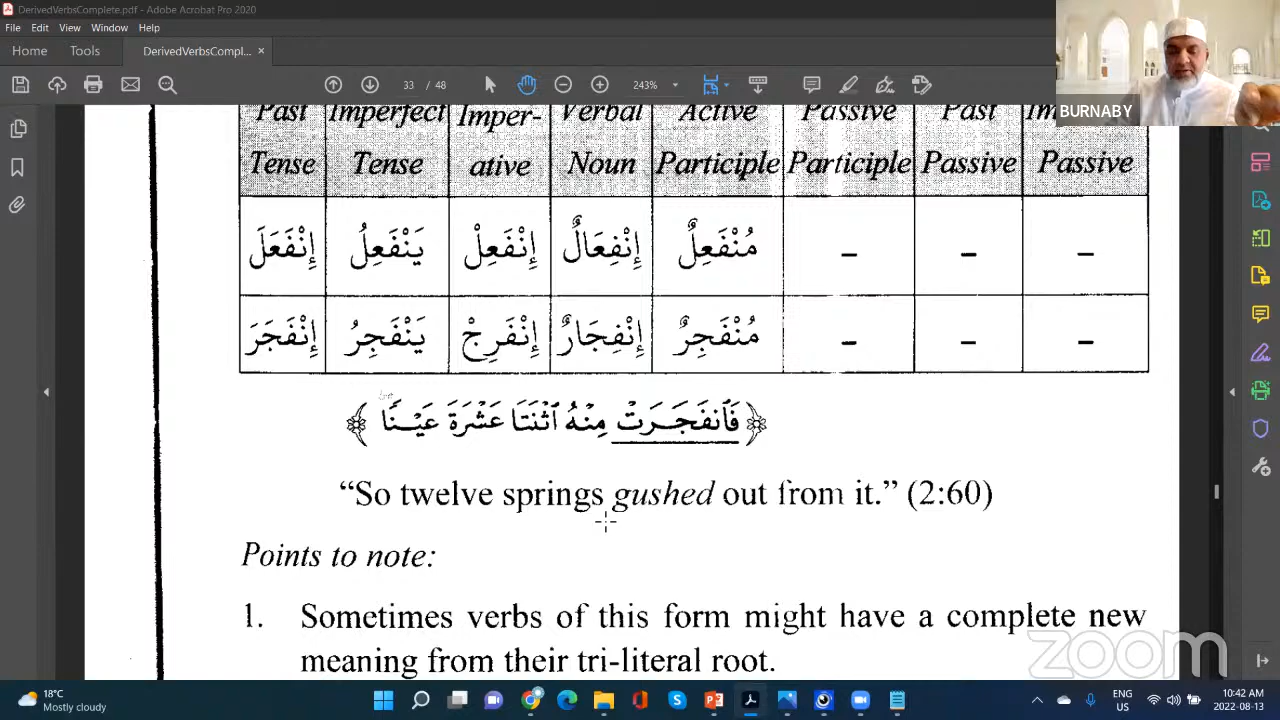 DerivedVerbsComplete.pdf - Adobe Acrobat Pro 2020
File Edit View Window Help
Home Tools DerivedVerbsCompl... ×
33 / 48 243%
BURNABY
Past Imperfect Imper- Verbal Active Passive Past
Tense Tense ative Noun Participle Participle Passive Passive
إِنْفَعَلَ يَنْفَعِلُ إِنْفَعِلْ إِنْفِعَالٌ مُنْفَعِلٌ – – –
إِنْفَجَرَ يَنْفَجِرُ إِنْفَرِجْ إِنْفِجَارٌ مُنْفَجِرٌ – – –
﴿ فَٱنفَجَرَتْ مِنْهُ ٱثْنَتَا عَشْرَةَ عَيْنًا ﴾
“So twelve springs gushed out from it.” (2:60)
Points to note:
1. Sometimes verbs of this form might have a complete new
meaning from their tri-literal root.
zoom
18°C
Mostly cloudy
ENG
US
10:42 AM
2022-08-13